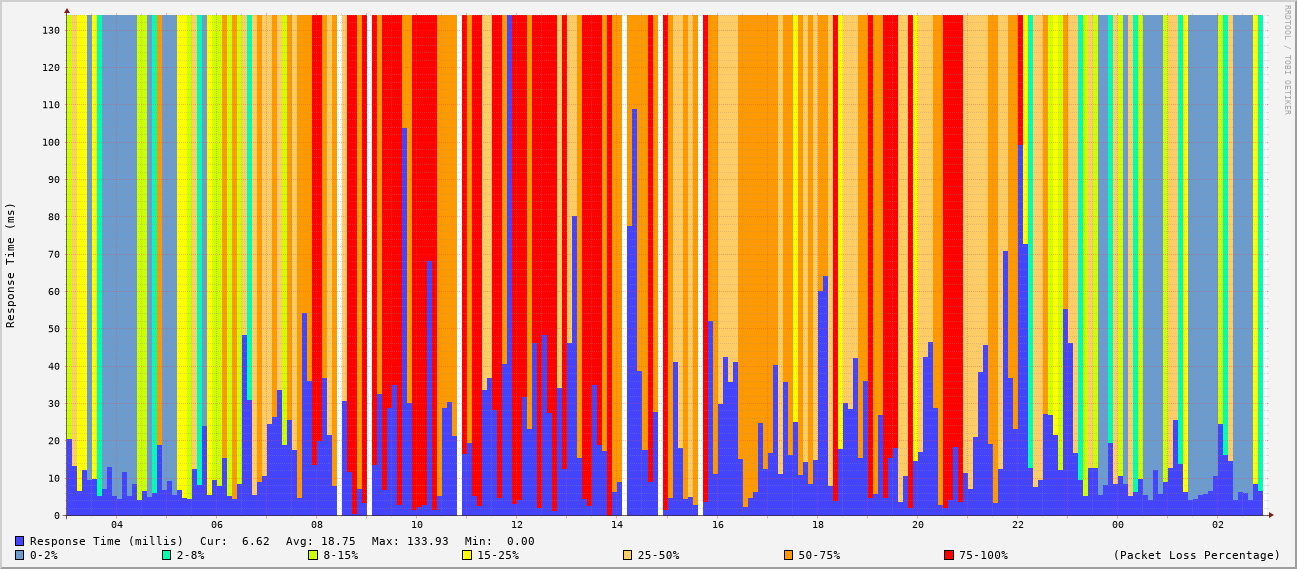 RRDTOOL / TOBI OETIKER
Response Time (ms)
130
120
110
100
90
80
70
60
50
40
30
20
10
0
04 06 08 10 12 14 16 18 20 22 00 02
Response Time (millis) Cur: 6.62 Avg: 18.75 Max: 133.93 Min: 0.00
0-2% 2-8% 8-15% 15-25% 25-50% 50-75% 75-100% (Packet Loss Percentage)